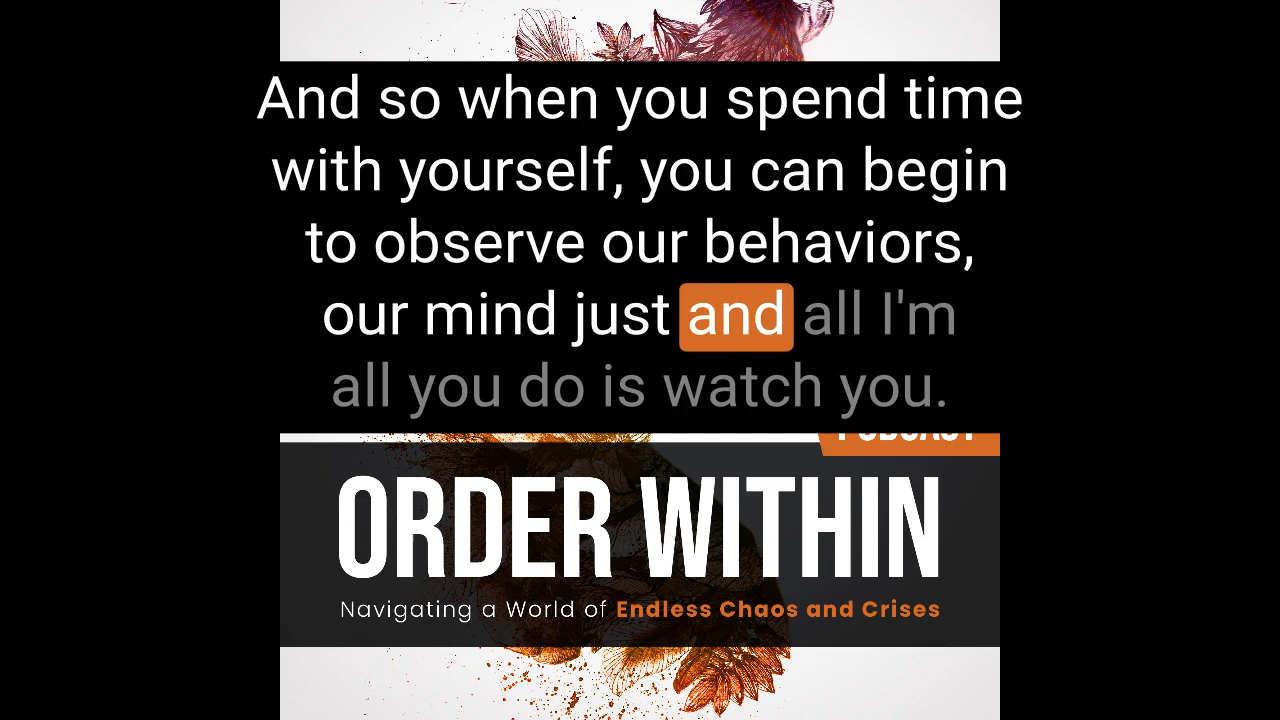 And so when you spend time
with yourself, you can begin
to observe our behaviors,
our mind just and all I'm
all you do is watch you.
PODCAST
ORDER WITHIN
Navigating a World of Endless Chaos and Crises